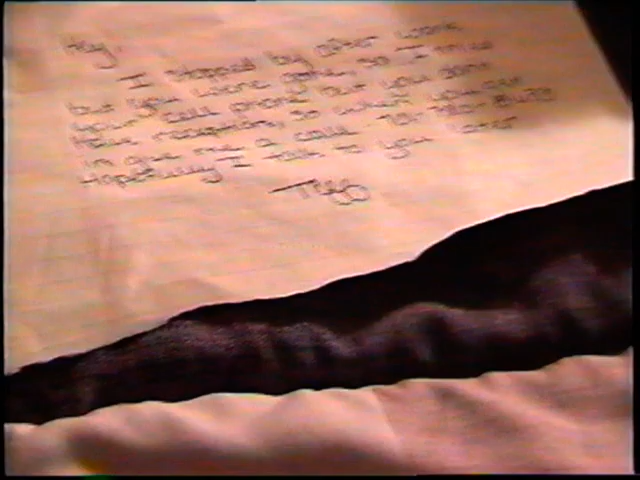 Hey,
I stopped by after work
but you were gone, so I tried
your cell phone but you don't
have reception, so when you get
in give me a call
Hopefully I talk to you later